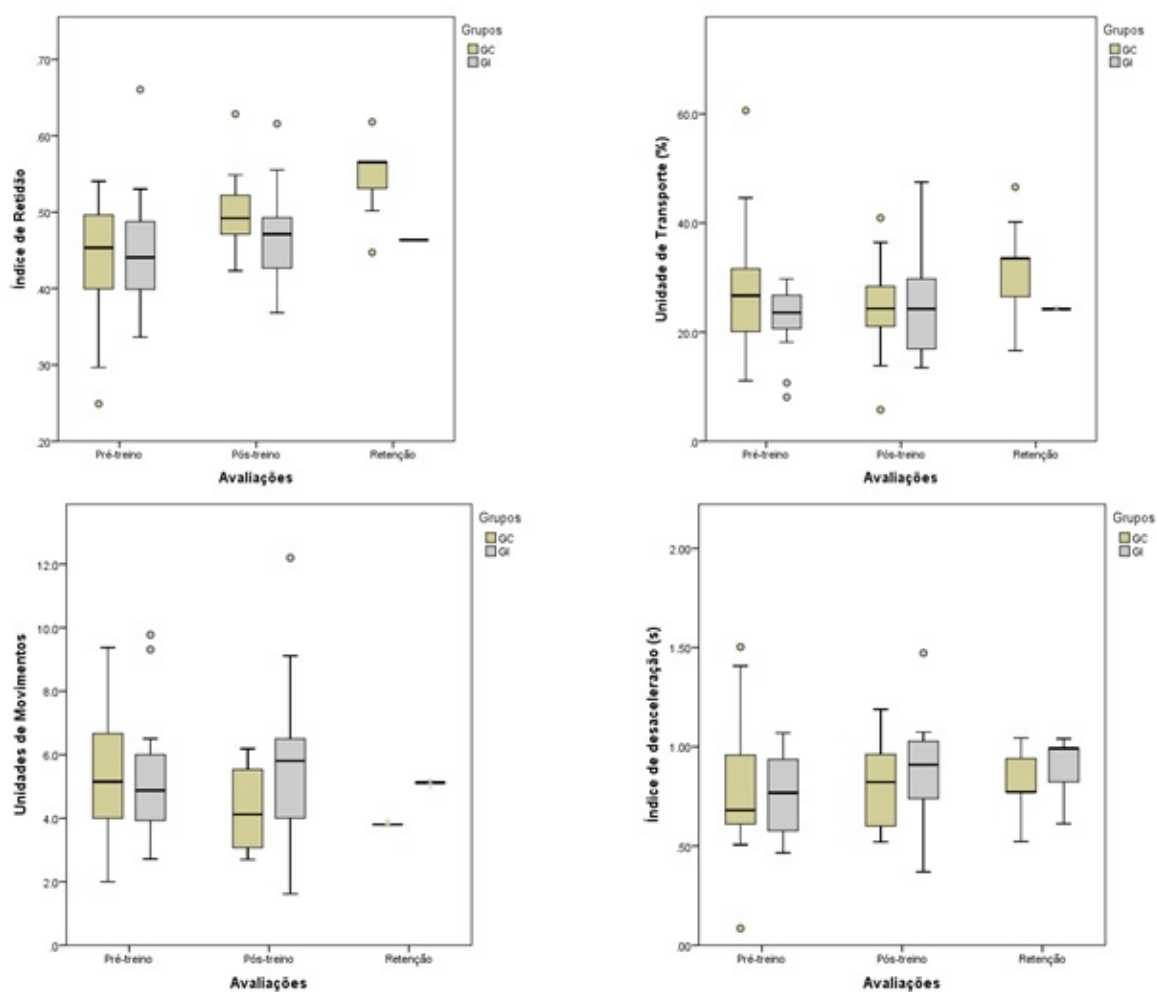 Grupos
GC
GI
.70
.60
.50
.40
.30
.20
Índice de Retidão
Pré-treino
Pós-treino
Retenção
Avaliações
Grupos
GC
GI
60.0
40.0
20.0
.0
Unidade de Transporte (%)
Pré-treino
Pós-treino
Retenção
Avaliações
Grupos
GC
GI
12.0
10.0
8.0
6.0
4.0
2.0
.0
Unidades de Movimentos
Pré-treino
Pós-treino
Retenção
Avaliações
Grupos
GC
GI
2.00
1.50
1.00
.50
.00
Índice de desaceleração (s)
Pré-treino
Pós-treino
Retenção
Avaliações